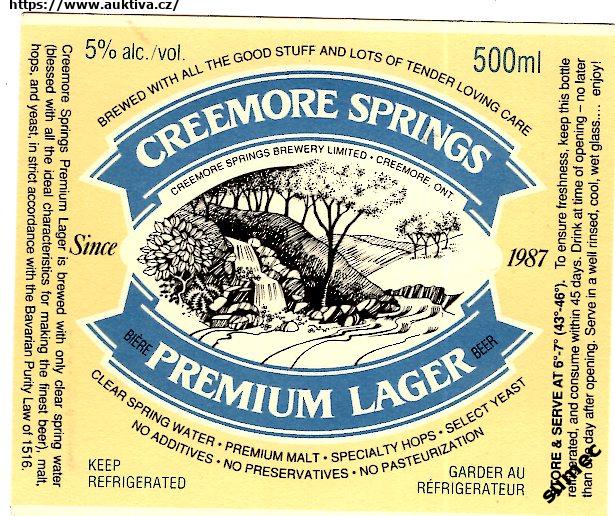 https://www.auktiva.cz/
5% alc./vol.
500ml
BREWED WITH ALL THE GOOD STUFF AND LOTS OF TENDER LOVING CARE
CREEMORE SPRINGS
CREEMORE SPRINGS BREWERY LIMITED • CREEMORE, ONT.
Since
1987
BIÈRE
PREMIUM LAGER
BEER
CLEAR SPRING WATER • PREMIUM MALT • SPECIALTY HOPS • SELECT YEAST
NO ADDITIVES • NO PRESERVATIVES • NO PASTEURIZATION
KEEP
REFRIGERATED
GARDER AU
RÉFRIGERATEUR
Creemore Springs Premium Lager is brewed with only clear spring water
(blessed with all the ideal characteristics for making the finest beer), malt,
hops, and yeast, in strict accordance with the Bavarian Purity Law of 1516.
& SERVE AT 6°-7° (43°-46°). To ensure freshness, keep this bottle
refrigerated, and consume within 45 days. Drink at time of opening – no later
than day after opening. Serve in a well rinsed, cool, wet glass.... enjoy!
sumec